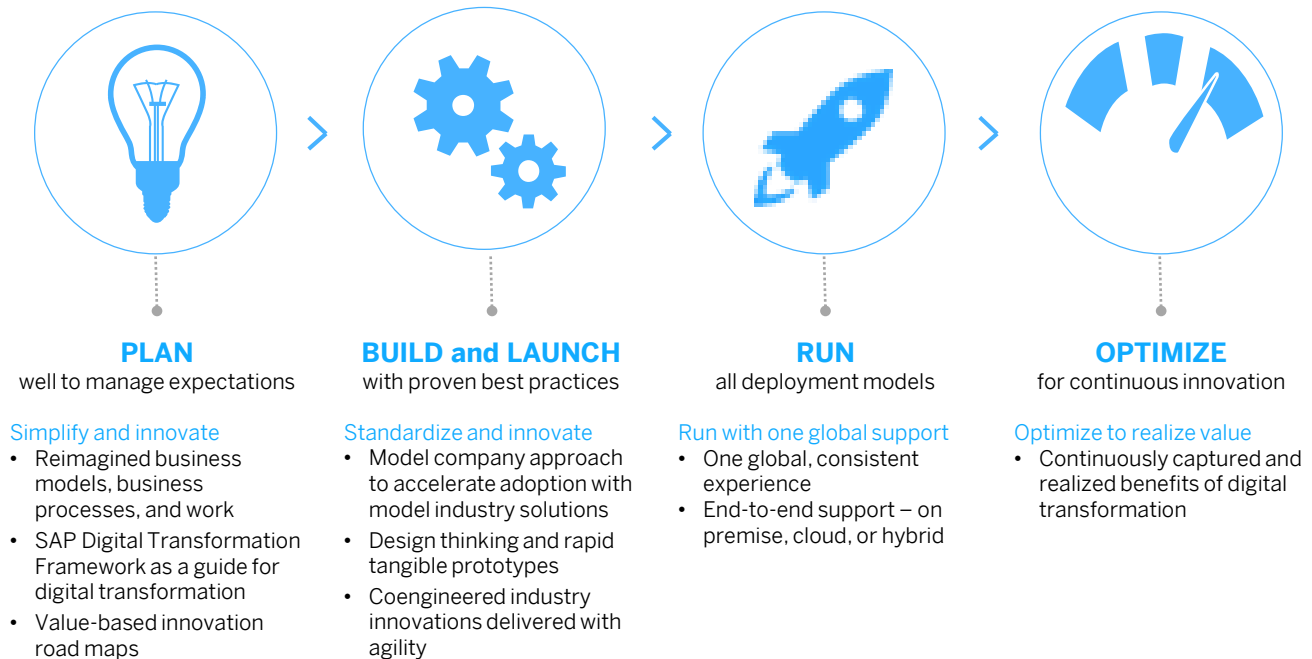 PLAN
well to manage expectations
Simplify and innovate
• Reimagined business
models, business
processes, and work
• SAP Digital Transformation
Framework as a guide for
digital transformation
• Value-based innovation
road maps
BUILD and LAUNCH
with proven best practices
Standardize and innovate
• Model company approach
to accelerate adoption with
model industry solutions
• Design thinking and rapid
tangible prototypes
• Coengineered industry
innovations delivered with
agility
RUN
all deployment models
Run with one global support
• One global, consistent
experience
• End-to-end support – on
premise, cloud, or hybrid
OPTIMIZE
for continuous innovation
Optimize to realize value
• Continuously captured and
realized benefits of digital
transformation